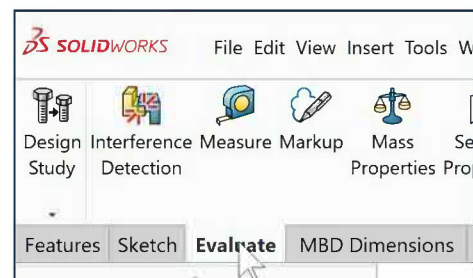 SOLIDWORKS File Edit View Insert Tools
Design Interference Measure Markup Mass
Study Detection Properties
Features Sketch Evaluate MBD Dimensions